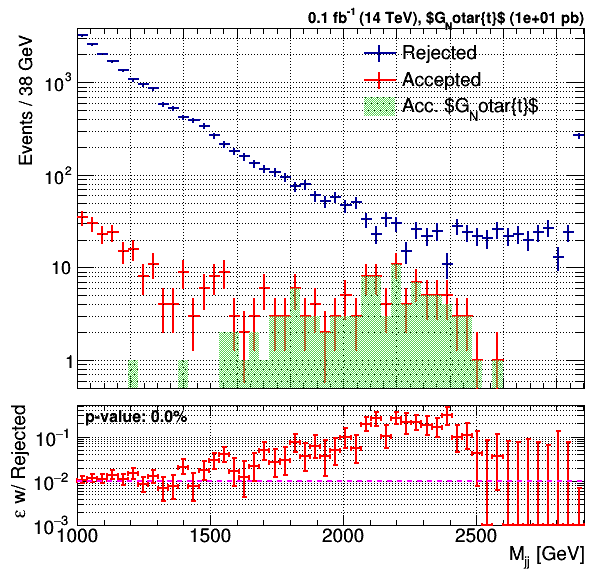 0.1 fb⁻¹ (14 TeV), $G_Notar{t}$ (1e+01 pb)
Events / 38 GeV
Rejected
Accepted
Acc. $G_Notar{t}$
10³
10²
10
1
p-value: 0.0%
ε w/ Rejected
10⁻¹
10⁻²
10⁻³
1000 1500 2000 2500
M_jj [GeV]